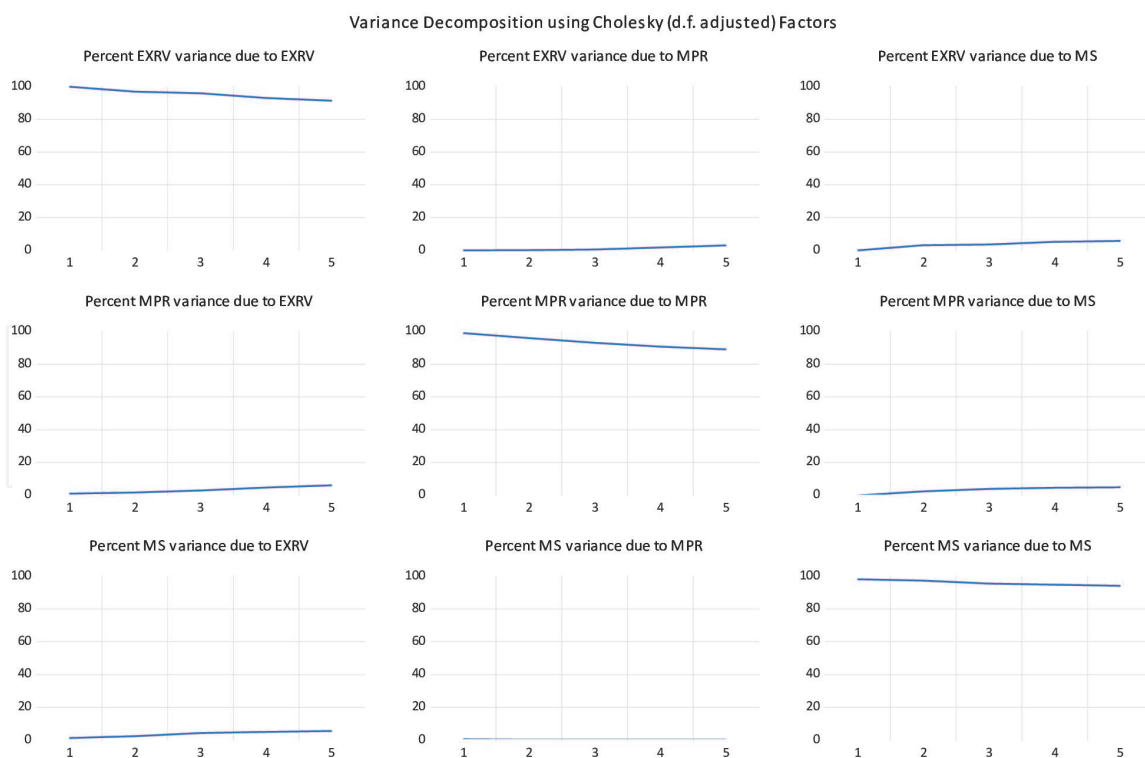 Variance Decomposition using Cholesky (d.f. adjusted) Factors
Percent EXRV variance due to EXRV
100
80
60
40
20
0
1 2 3 4 5
Percent EXRV variance due to MPR
100
80
60
40
20
0
1 2 3 4 5
Percent EXRV variance due to MS
100
80
60
40
20
0
1 2 3 4 5
Percent MPR variance due to EXRV
100
80
60
40
20
0
1 2 3 4 5
Percent MPR variance due to MPR
100
80
60
40
20
0
1 2 3 4 5
Percent MPR variance due to MS
100
80
60
40
20
0
1 2 3 4 5
Percent MS variance due to EXRV
100
80
60
40
20
0
1 2 3 4 5
Percent MS variance due to MPR
100
80
60
40
20
0
1 2 3 4 5
Percent MS variance due to MS
100
80
60
40
20
0
1 2 3 4 5